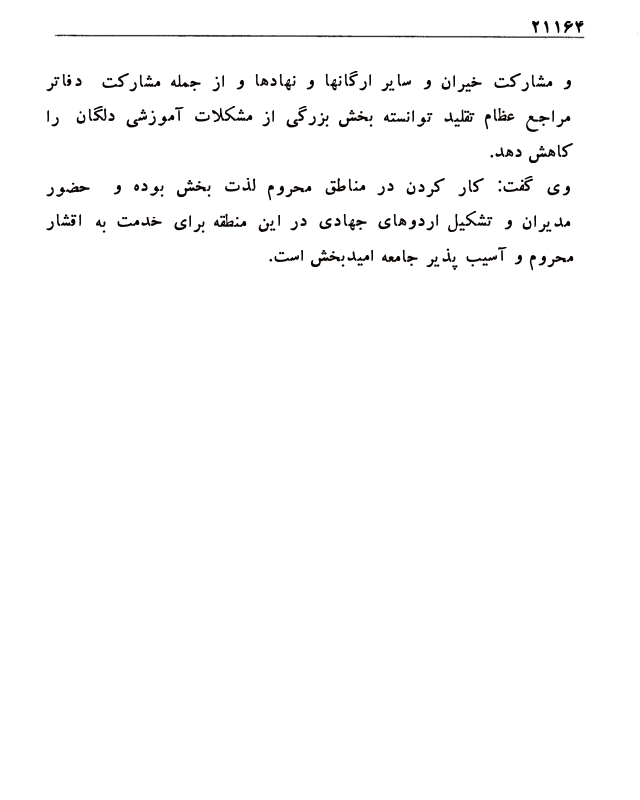 ۲۱۱۶۴
و مشارکت خیران و سایر ارگانها و نهادها و از جمله مشارکت دفاتر
مراجع عظام تقلید توانسته بخش بزرگی از مشکلات آموزشی دلگان را
کاهش دهد.
وی گفت: کار کردن در مناطق محروم لذت بخش بوده و حضور
مدیران و تشکیل اردوهای جهادی در این منطقه برای خدمت به اقشار
محروم و آسیب پذیر جامعه امیدبخش است.